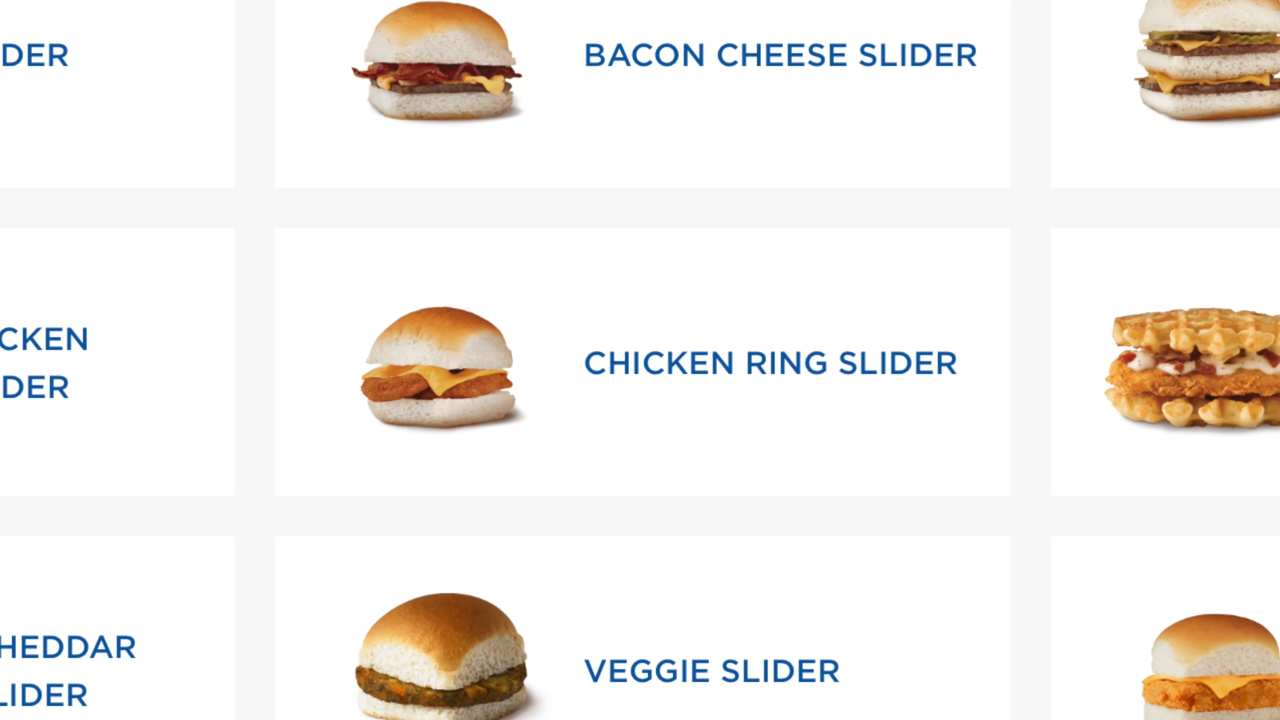 DER
BACON CHEESE SLIDER
CKEN
DER
CHICKEN RING SLIDER
HEDDAR
LIDER
VEGGIE SLIDER